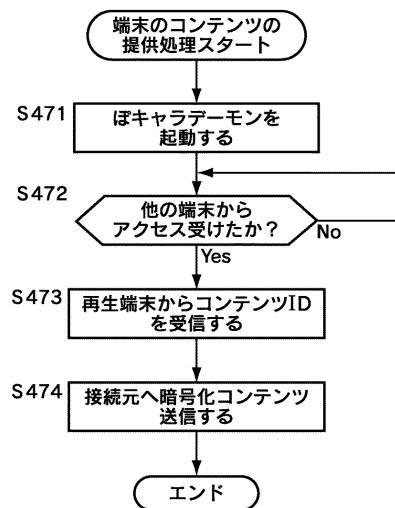 端末のコンテンツの
提供処理スタート
S471
ぽキャラデーモンを
起動する
S472
他の端末から
アクセス受けたか？
No
Yes
S473
再生端末からコンテンツID
を受信する
S474
接続元へ暗号化コンテンツ
送信する
エンド